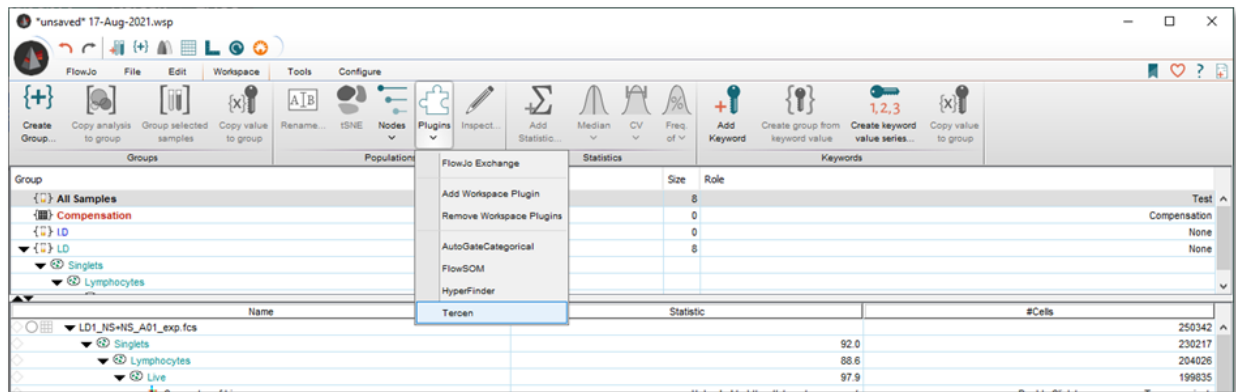 *unsaved* 17-Aug-2021.wsp
FlowJo File Edit Workspace Tools Configure
{+} {x} A B Σ % {x}
1,2,3
Create Group... Copy analysis to group Group selected samples Copy value to group Rename... tSNE Nodes Plugins Inspect... Add Statistic... Median CV Freq. of Add Keyword Create group from keyword value Create keyword value series... Copy value to group
Groups Populations Statistics Keywords
FlowJo Exchange
Add Workspace Plugin
Remove Workspace Plugins
AutoGateCategorical
FlowSOM
HyperFinder
Tercen
Group Size Role
All Samples 8 Test
Compensation 0 Compensation
I.D 0 None
LD 8 None
Singlets
Lymphocytes
Name Statistic #Cells
LD1_NS+NS_A01_exp.fcs 250342
Singlets 92.0 230217
Lymphocytes 88.6 204026
Live 97.9 199835